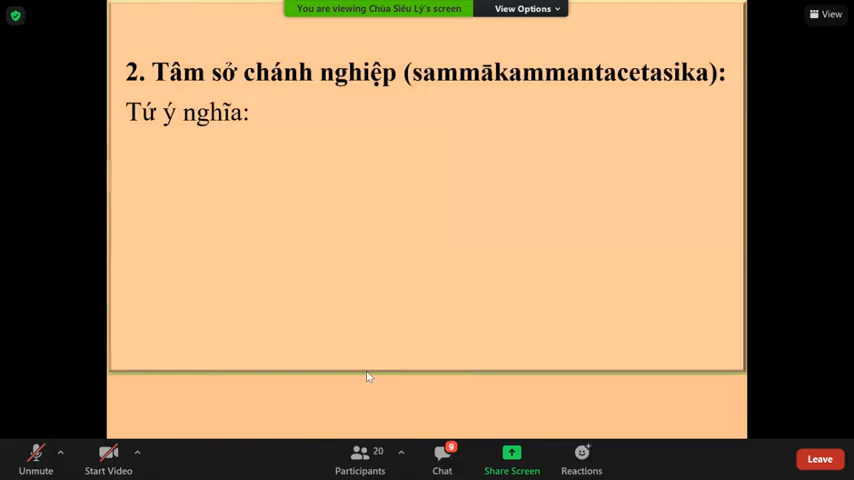 You are viewing Chùa Siêu Lý's screen
View Options
View
2. Tâm sở chánh nghiệp (sammākammantacetasika):
Tứ ý nghĩa:
9
20
Unmute
Start Video
Participants
Chat
Share Screen
Reactions
Leave